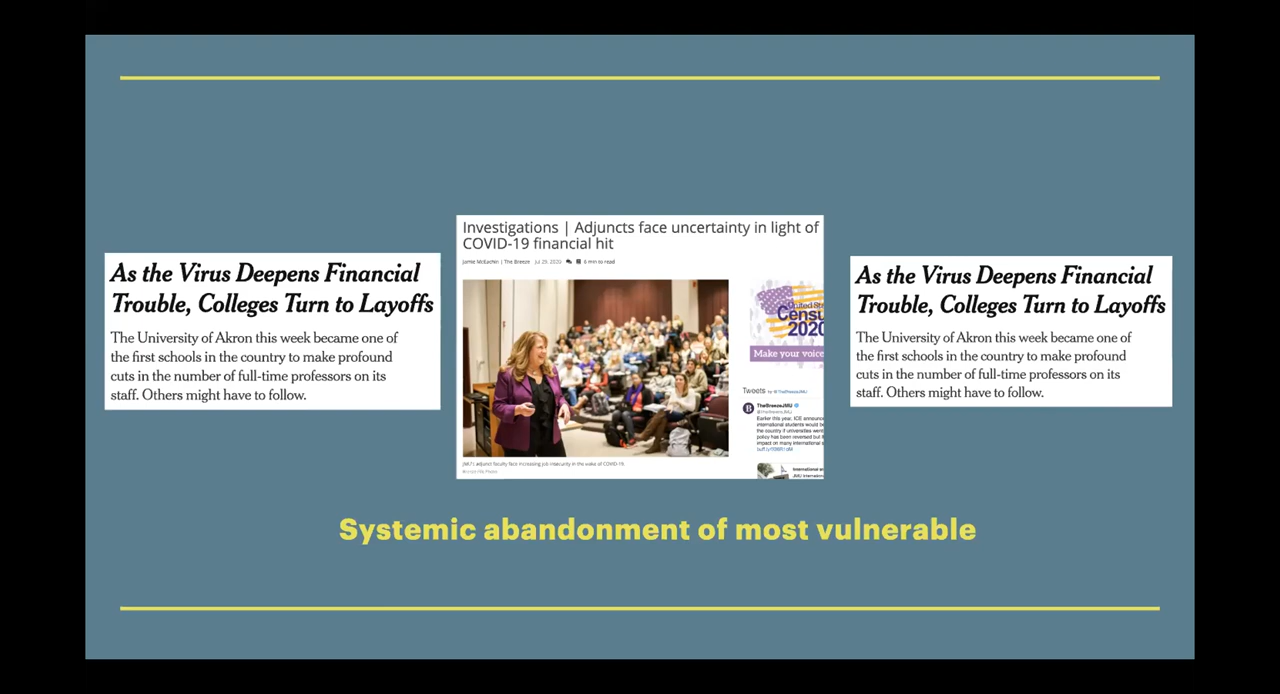 As the Virus Deepens Financial
Trouble, Colleges Turn to Layoffs
The University of Akron this week became one of
the first schools in the country to make profound
cuts in the number of full-time professors on its
staff. Others might have to follow.
Investigations | Adjuncts face uncertainty in light of
COVID-19 financial hit
Jamie McEachin | The Breeze Jul 29, 2020 6 min to read
United States
Census
2020
Make your voice
Tweets by @TheBreezeJMU
TheBreezeJMU
@TheBreezeJMU
Earlier this year, ICE announc
international students would be
the country if universities went
policy has been reversed but it
impact on many international s
International st
JMU internation
JMU's adjunct faculty face increasing job insecurity in the wake of COVID-19.
As the Virus Deepens Financial
Trouble, Colleges Turn to Layoffs
The University of Akron this week became one of
the first schools in the country to make profound
cuts in the number of full-time professors on its
staff. Others might have to follow.
Systemic abandonment of most vulnerable